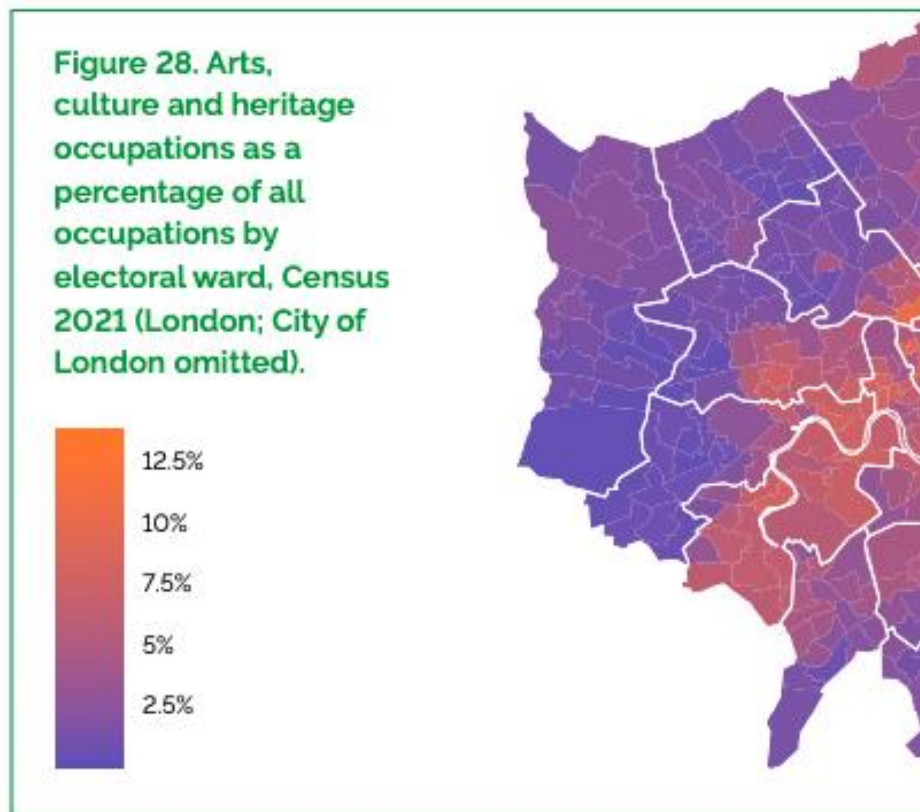 Figure 28. Arts,
culture and heritage
occupations as a
percentage of all
occupations by
electoral ward, Census
2021 (London; City of
London omitted).
12.5%
10%
7.5%
5%
2.5%